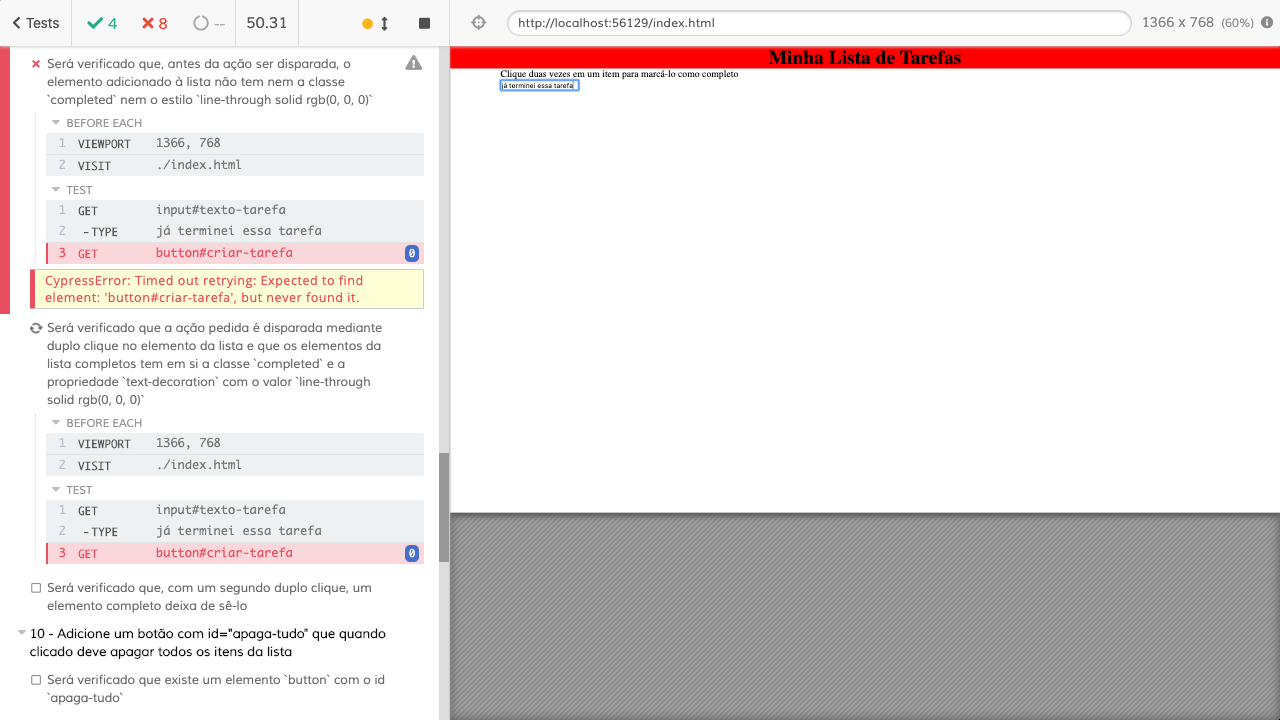 Tests
4
8
--
50.31
http://localhost:56129/index.html
1366 x 768 (60%)
Será verificado que, antes da ação ser disparada, o
elemento adicionado à lista não tem nem a classe
`completed` nem o estilo `line-through solid rgb(0, 0, 0)`
BEFORE EACH
1 VIEWPORT 1366, 768
2 VISIT ./index.html
TEST
1 GET input#texto-tarefa
2 -TYPE já terminei essa tarefa
3 GET button#criar-tarefa 0
CypressError: Timed out retrying: Expected to find
element: 'button#criar-tarefa', but never found it.
Será verificado que a ação pedida é disparada mediante
duplo clique no elemento da lista e que os elementos da
lista completos tem em si a classe `completed` e a
propriedade `text-decoration` com o valor `line-through
solid rgb(0, 0, 0)`
BEFORE EACH
1 VIEWPORT 1366, 768
2 VISIT ./index.html
TEST
1 GET input#texto-tarefa
2 -TYPE já terminei essa tarefa
3 GET button#criar-tarefa 0
Será verificado que, com um segundo duplo clique, um
elemento completo deixa de sê-lo
10 - Adicione um botão com id="apaga-tudo" que quando
clicado deve apagar todos os itens da lista
Será verificado que existe um elemento `button` com o id
`apaga-tudo`
Minha Lista de Tarefas
Clique duas vezes em um item para marcá-lo como completo
já terminei essa tarefa